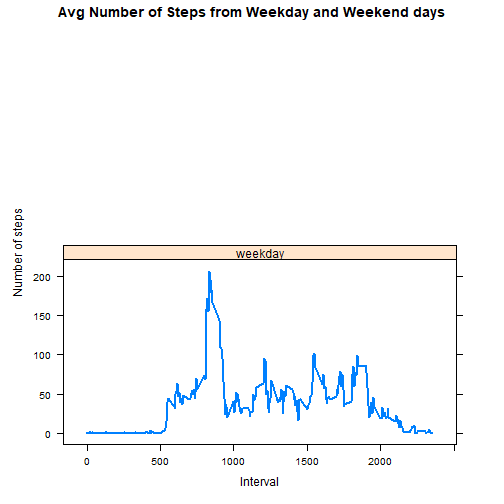 Avg Number of Steps from Weekday and Weekend days
Number of steps
weekday
200
150
100
50
0
0 500 1000 1500 2000
Interval